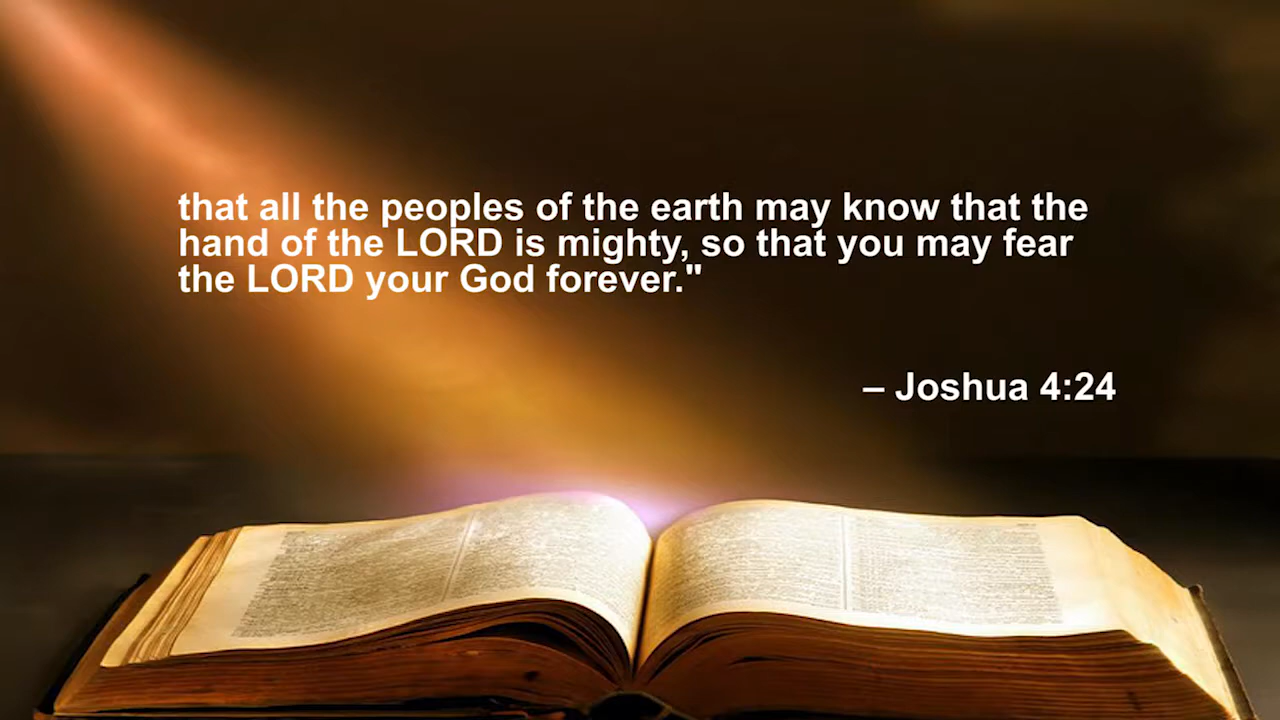 that all the peoples of the earth may know that the
hand of the LORD is mighty, so that you may fear
the LORD your God forever."
– Joshua 4:24